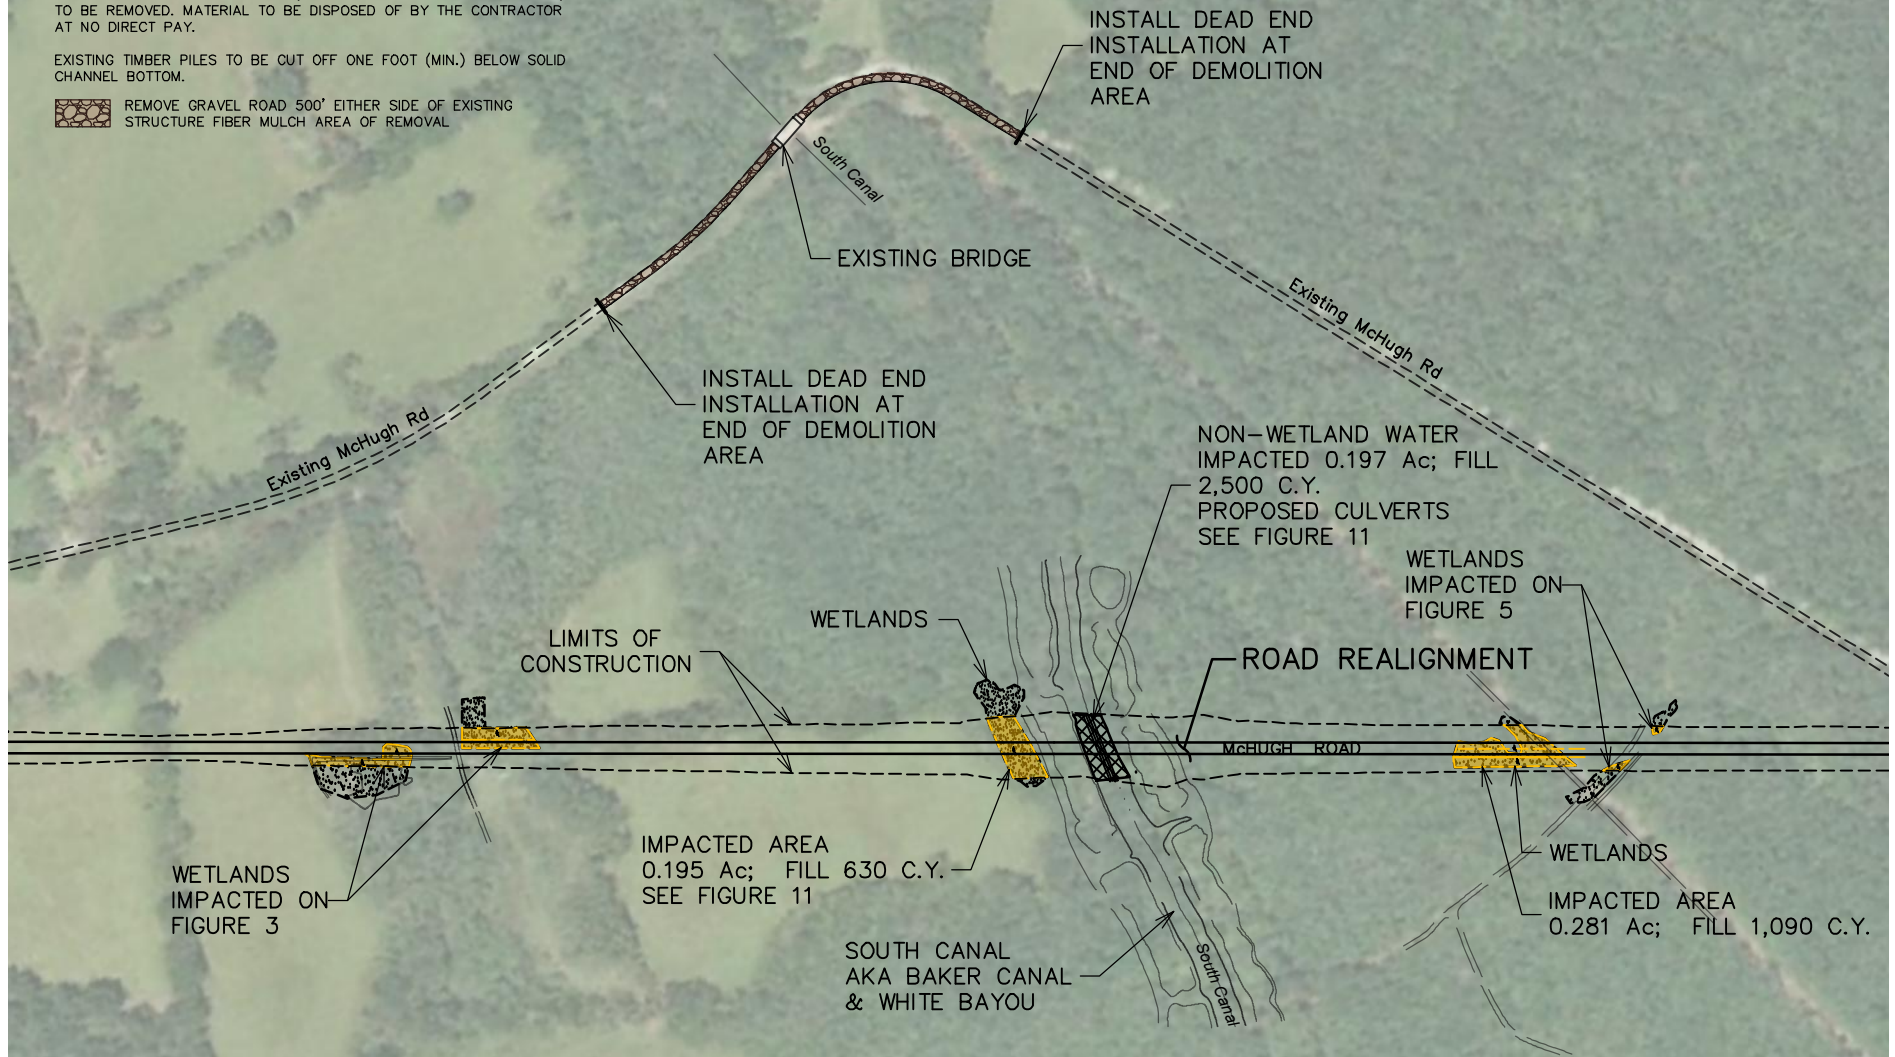 TO BE REMOVED. MATERIAL TO BE DISPOSED OF BY THE CONTRACTOR
AT NO DIRECT PAY.
EXISTING TIMBER PILES TO BE CUT OFF ONE FOOT (MIN.) BELOW SOLID
CHANNEL BOTTOM.
REMOVE GRAVEL ROAD 500' EITHER SIDE OF EXISTING
STRUCTURE FIBER MULCH AREA OF REMOVAL
INSTALL DEAD END
INSTALLATION AT
END OF DEMOLITION
AREA
South Canal
EXISTING BRIDGE
Existing McHugh Rd
INSTALL DEAD END
INSTALLATION AT
END OF DEMOLITION
AREA
Existing McHugh Rd
NON-WETLAND WATER
IMPACTED 0.197 Ac; FILL
2,500 C.Y.
PROPOSED CULVERTS
SEE FIGURE 11
WETLANDS
IMPACTED ON
FIGURE 5
WETLANDS
LIMITS OF
CONSTRUCTION
ROAD REALIGNMENT
McHUGH ROAD
IMPACTED AREA
0.195 Ac; FILL 630 C.Y.
SEE FIGURE 11
WETLANDS
IMPACTED ON
FIGURE 3
WETLANDS
IMPACTED AREA
0.281 Ac; FILL 1,090 C.Y.
SOUTH CANAL
AKA BAKER CANAL
& WHITE BAYOU
South Canal